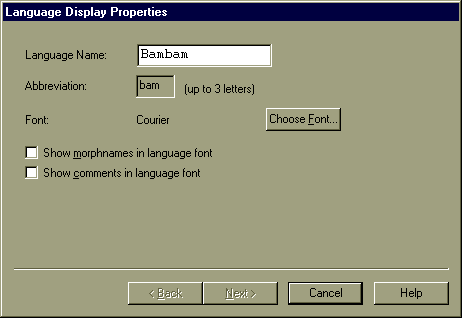 Language Display Properties
Language Name: Bambam
Abbreviation: bam (up to 3 letters)
Font: Courier Choose Font...
Show morphnames in language font
Show comments in language font
< Back Next > Cancel Help